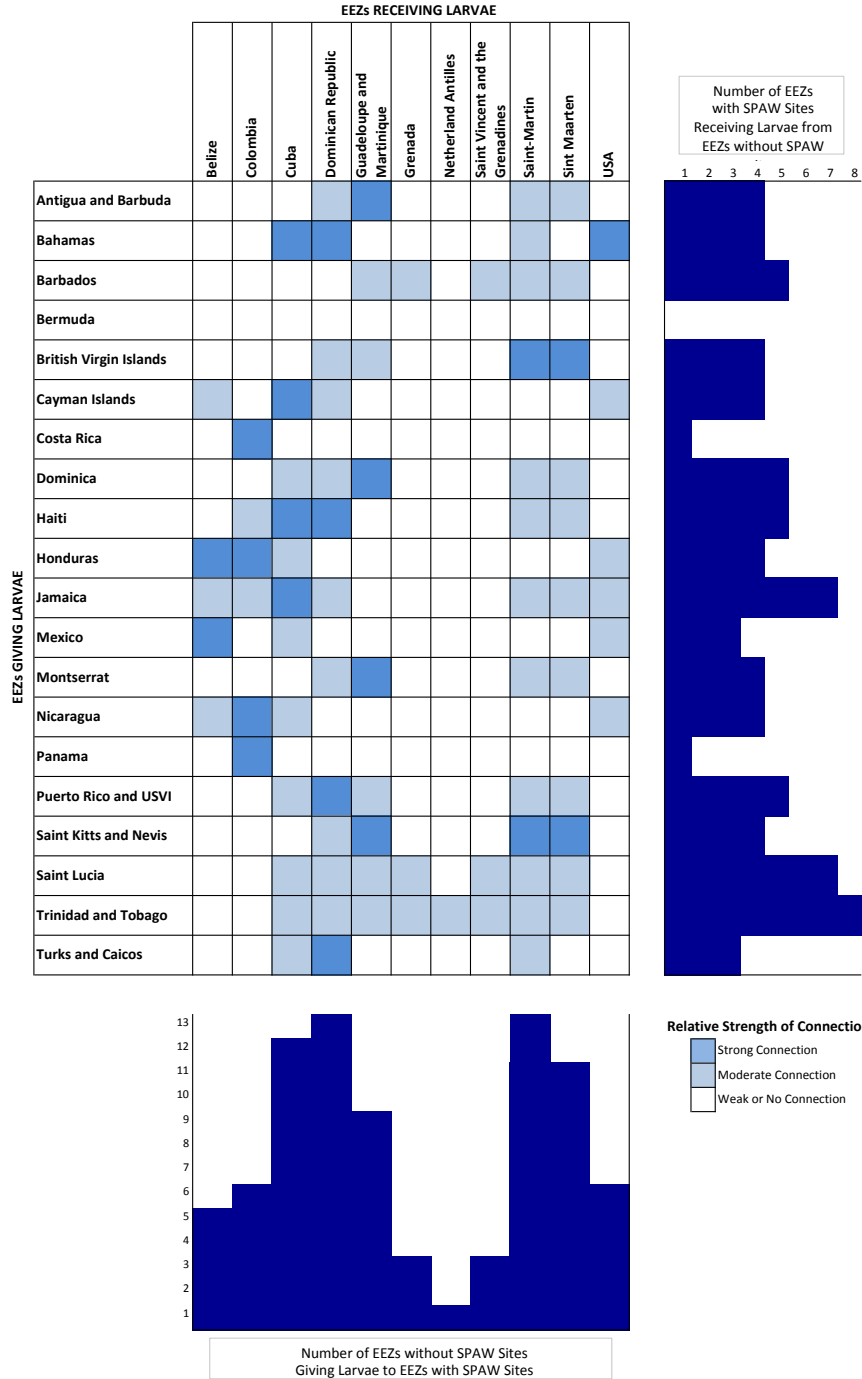 EEZs RECEIVING LARVAE
Belize
Colombia
Cuba
Dominican Republic
Guadeloupe and
Martinique
Grenada
Netherland Antilles
Saint Vincent and the
Grenadines
Saint-Martin
Sint Maarten
USA
Number of EEZs
with SPAW Sites
Receiving Larvae from
EEZs without SPAW
1 2 3 4 5 6 7 8
EEZs GIVING LARVAE
Antigua and Barbuda
Bahamas
Barbados
Bermuda
British Virgin Islands
Cayman Islands
Costa Rica
Dominica
Haiti
Honduras
Jamaica
Mexico
Montserrat
Nicaragua
Panama
Puerto Rico and USVI
Saint Kitts and Nevis
Saint Lucia
Trinidad and Tobago
Turks and Caicos
13
12
11
10
9
8
7
6
5
4
3
2
1
Relative Strength of Connectio
Strong Connection
Moderate Connection
Weak or No Connection
Number of EEZs without SPAW Sites
Giving Larvae to EEZs with SPAW Sites